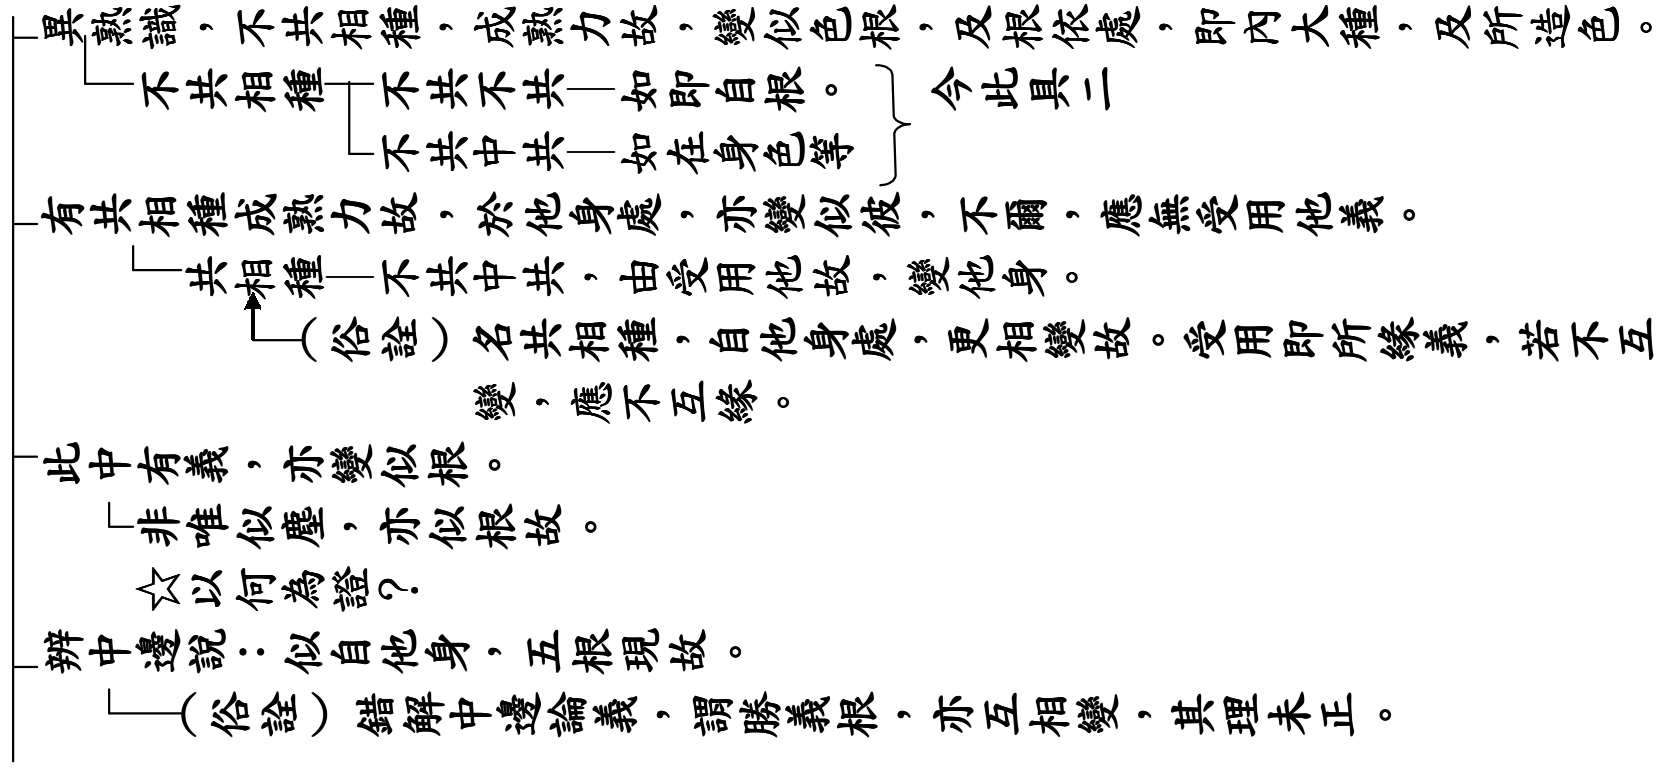 異熟識，不共相種，成熟力故，變似色根，及根依處，即內大種，及所造色。
不共相種 不共不共 如即自根。
不共中共 如在身色等
今此具二
有共相種成熟力故，於他身處，亦變似彼，不爾，應無受用他義。
共相種 不共中共，由受用他故，變他身。
（俗詮）名共相種，自他身處，更相變故。受用即所緣義，若不互
變，應不互緣。
此中有義，亦變似根。
非唯似塵，亦似根故。
☆以何為證？
辨中邊說：似自他身，五根現故。
（俗詮）錯解中邊論義，謂勝義根，亦互相變，其理未正。